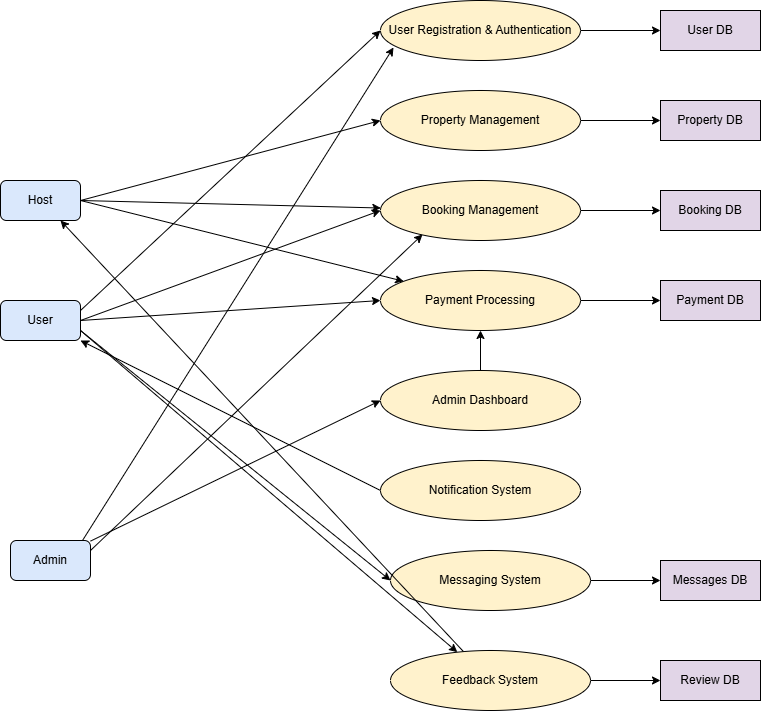 User Registration & Authentication
User DB
Property Management
Property DB
Host
Booking Management
Booking DB
User
Payment Processing
Payment DB
Admin Dashboard
Notification System
Admin
Messaging System
Messages DB
Feedback System
Review DB